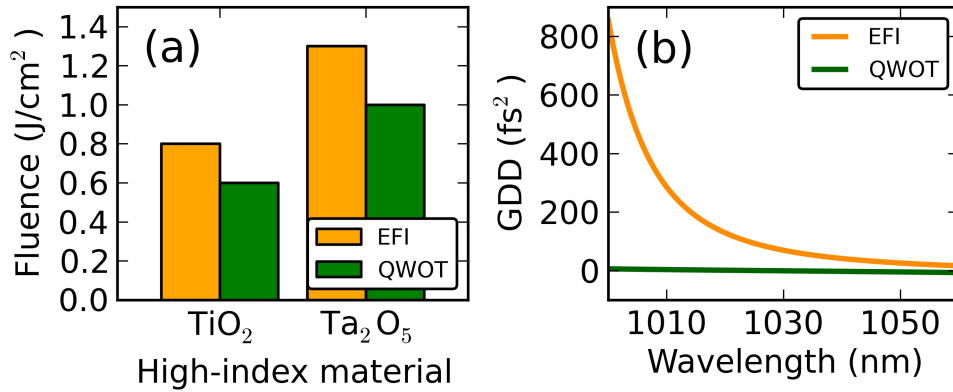 (a)
Fluence (J/cm²)
1.4
1.2
1.0
0.8
0.6
0.4
0.2
0.0
EFI
QWOT
TiO₂
Ta₂O₅
High-index material
(b)
GDD (fs²)
800
600
400
200
0
EFI
QWOT
1010
1030
1050
Wavelength (nm)